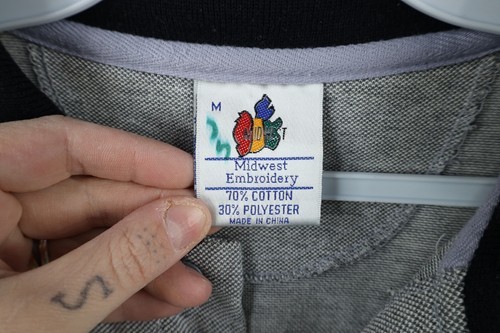 M
MIDWEST
Midwest
Embroidery
70% COTTON
30% POLYESTER
MADE IN CHINA